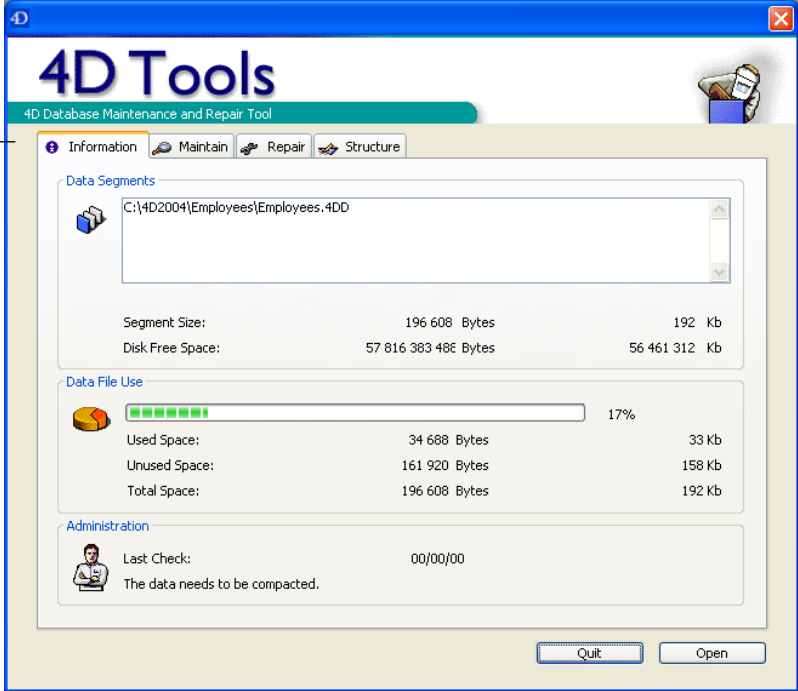 4D
4D Tools
4D Database Maintenance and Repair Tool
Information Maintain Repair Structure
Data Segments
C:\4D2004\Employees\Employees.4DD
Segment Size: 196 608 Bytes 192 Kb
Disk Free Space: 57 816 383 488 Bytes 56 461 312 Kb
Data File Use
17%
Used Space: 34 688 Bytes 33 Kb
Unused Space: 161 920 Bytes 158 Kb
Total Space: 196 608 Bytes 192 Kb
Administration
Last Check: 00/00/00
The data needs to be compacted.
Quit Open